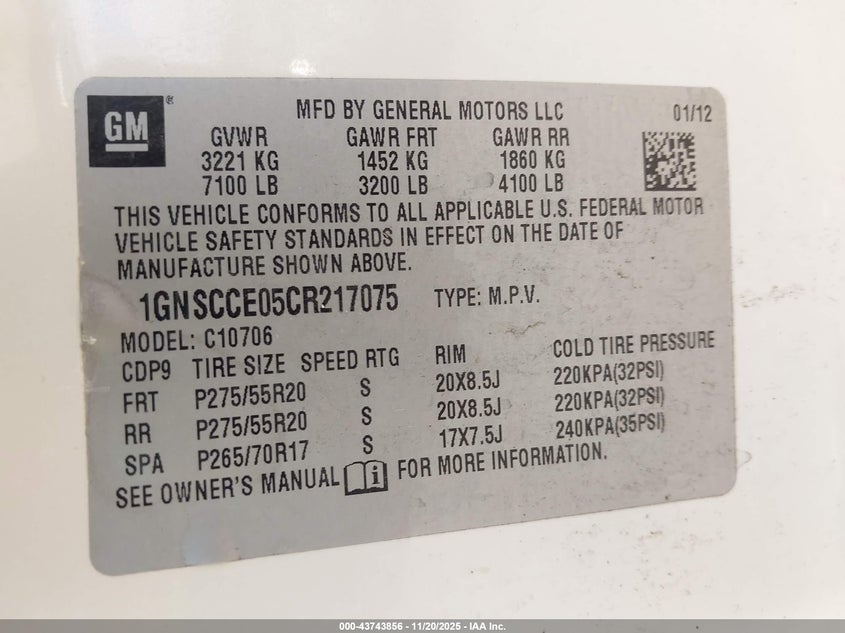 GM® MFD BY GENERAL MOTORS LLC 01/12
GVWR GAWR FRT GAWR RR
3221 KG 1452 KG 1860 KG
7100 LB 3200 LB 4100 LB
THIS VEHICLE CONFORMS TO ALL APPLICABLE U.S. FEDERAL MOTOR
VEHICLE SAFETY STANDARDS IN EFFECT ON THE DATE OF
MANUFACTURE SHOWN ABOVE.
1GNSCCE05CR217075 TYPE: M.P.V.
MODEL: C10706
CDP9 TIRE SIZE SPEED RTG RIM COLD TIRE PRESSURE
FRT P275/55R20 S 20X8.5J 220KPA(32PSI)
RR P275/55R20 S 20X8.5J 220KPA(32PSI)
SPA P265/70R17 S 17X7.5J 240KPA(35PSI)
SEE OWNER'S MANUAL FOR MORE INFORMATION.
000-43743856 - 11/20/2025 - IAA Inc.